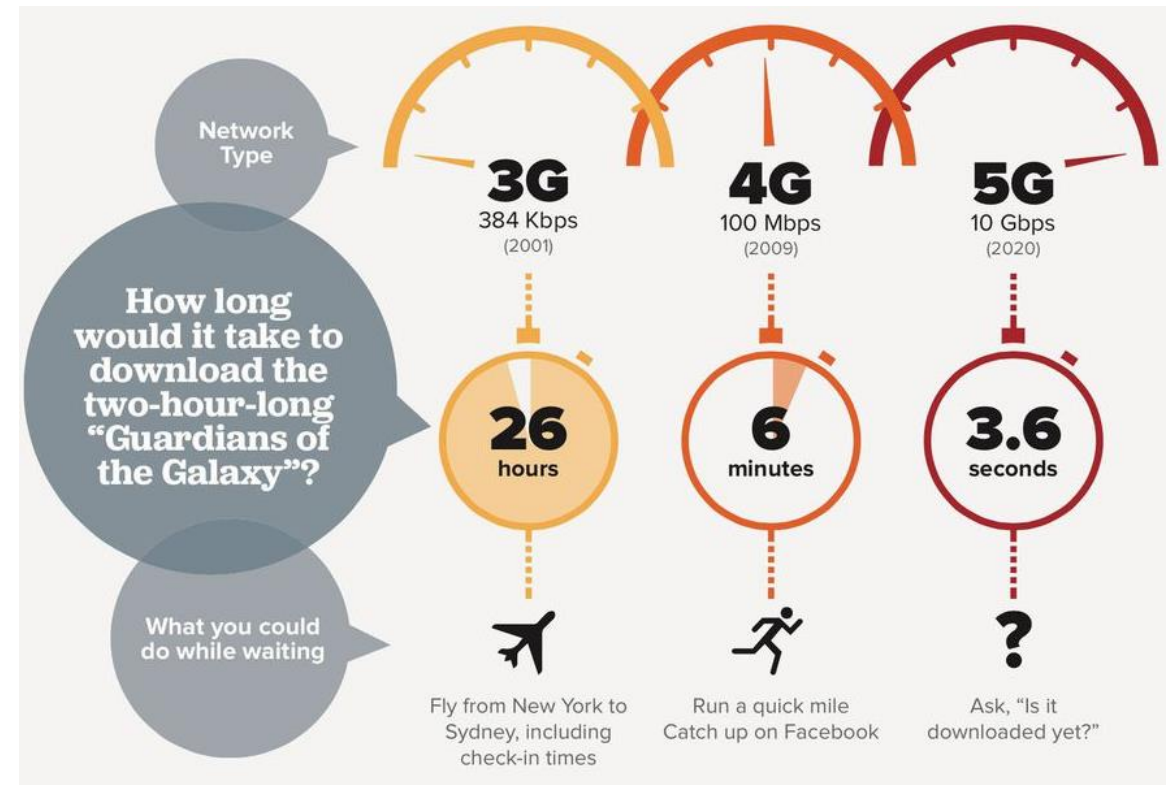 Network
Type
3G
384 Kbps
(2001)
4G
100 Mbps
(2009)
5G
10 Gbps
(2020)
How long
would it take to
download the
two-hour-long
“Guardians of
the Galaxy”?
26
hours
6
minutes
3.6
seconds
What you could
do while waiting
?
Fly from New York to
Sydney, including
check-in times
Run a quick mile
Catch up on Facebook
Ask, “Is it
downloaded yet?”